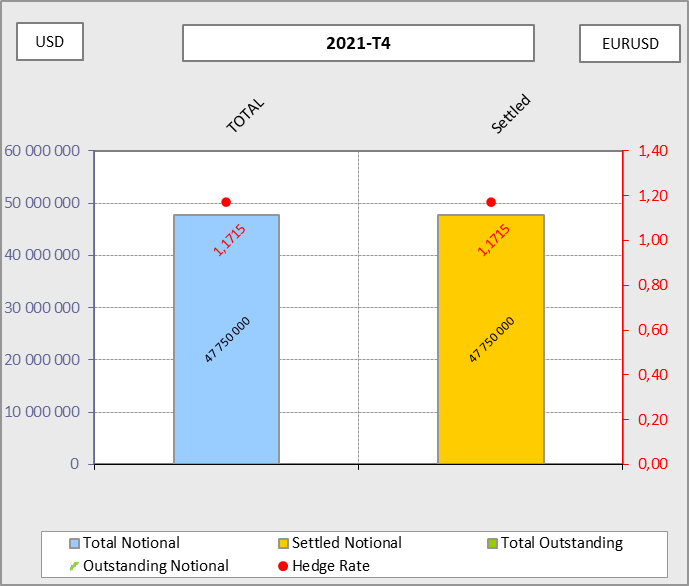 USD
2021-T4
EURUSD
TOTAL
Settled
60 000 000
50 000 000
40 000 000
30 000 000
20 000 000
10 000 000
0
1,1715
47 750 000
1,1715
47 750 000
1,40
1,20
1,00
0,80
0,60
0,40
0,20
0,00
Total Notional
Settled Notional
Total Outstanding
Outstanding Notional
Hedge Rate